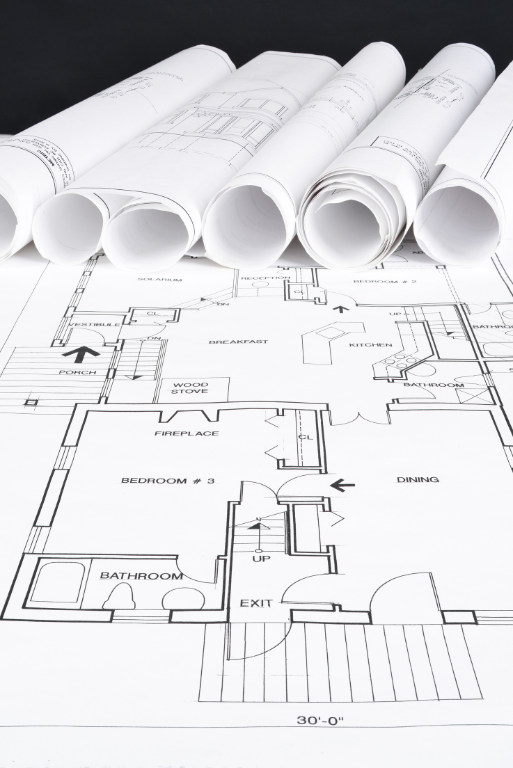 SOLARIUM
RECEPTION
BEDROOM # 2
DN
UP
VESTIBULE
CL
BREAKFAST
KITCHEN
BATHROOM
DN
PORCH
WOOD
STOVE
BATHROOM
FIREPLACE
CL
BEDROOM # 3
DINING
UP
BATHROOM
EXIT
30'-0"